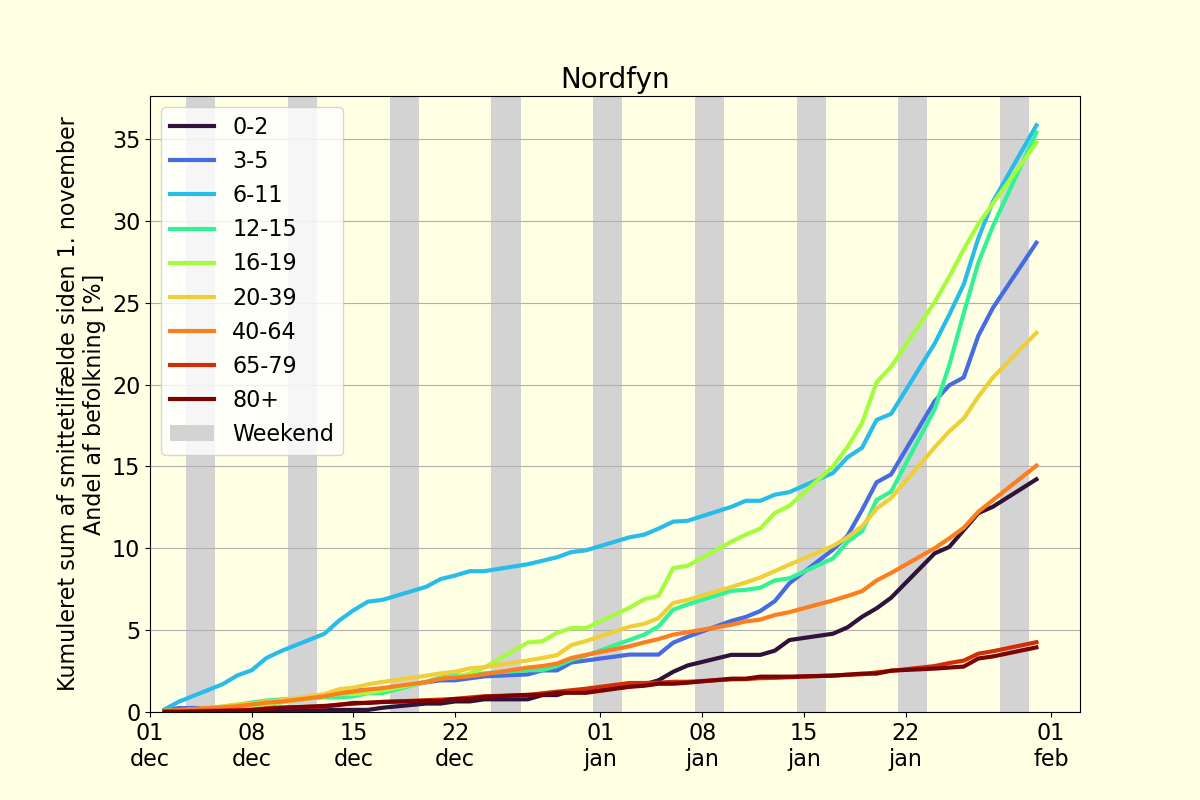 Nordfyn
Kumuleret sum af smittetilfælde siden 1. november
Andel af befolkning [%]
35
30
25
20
15
10
5
0
0-2
3-5
6-11
12-15
16-19
20-39
40-64
65-79
80+
Weekend
01 08 15 22 01 08 15 22 01
dec dec dec dec jan jan jan jan feb